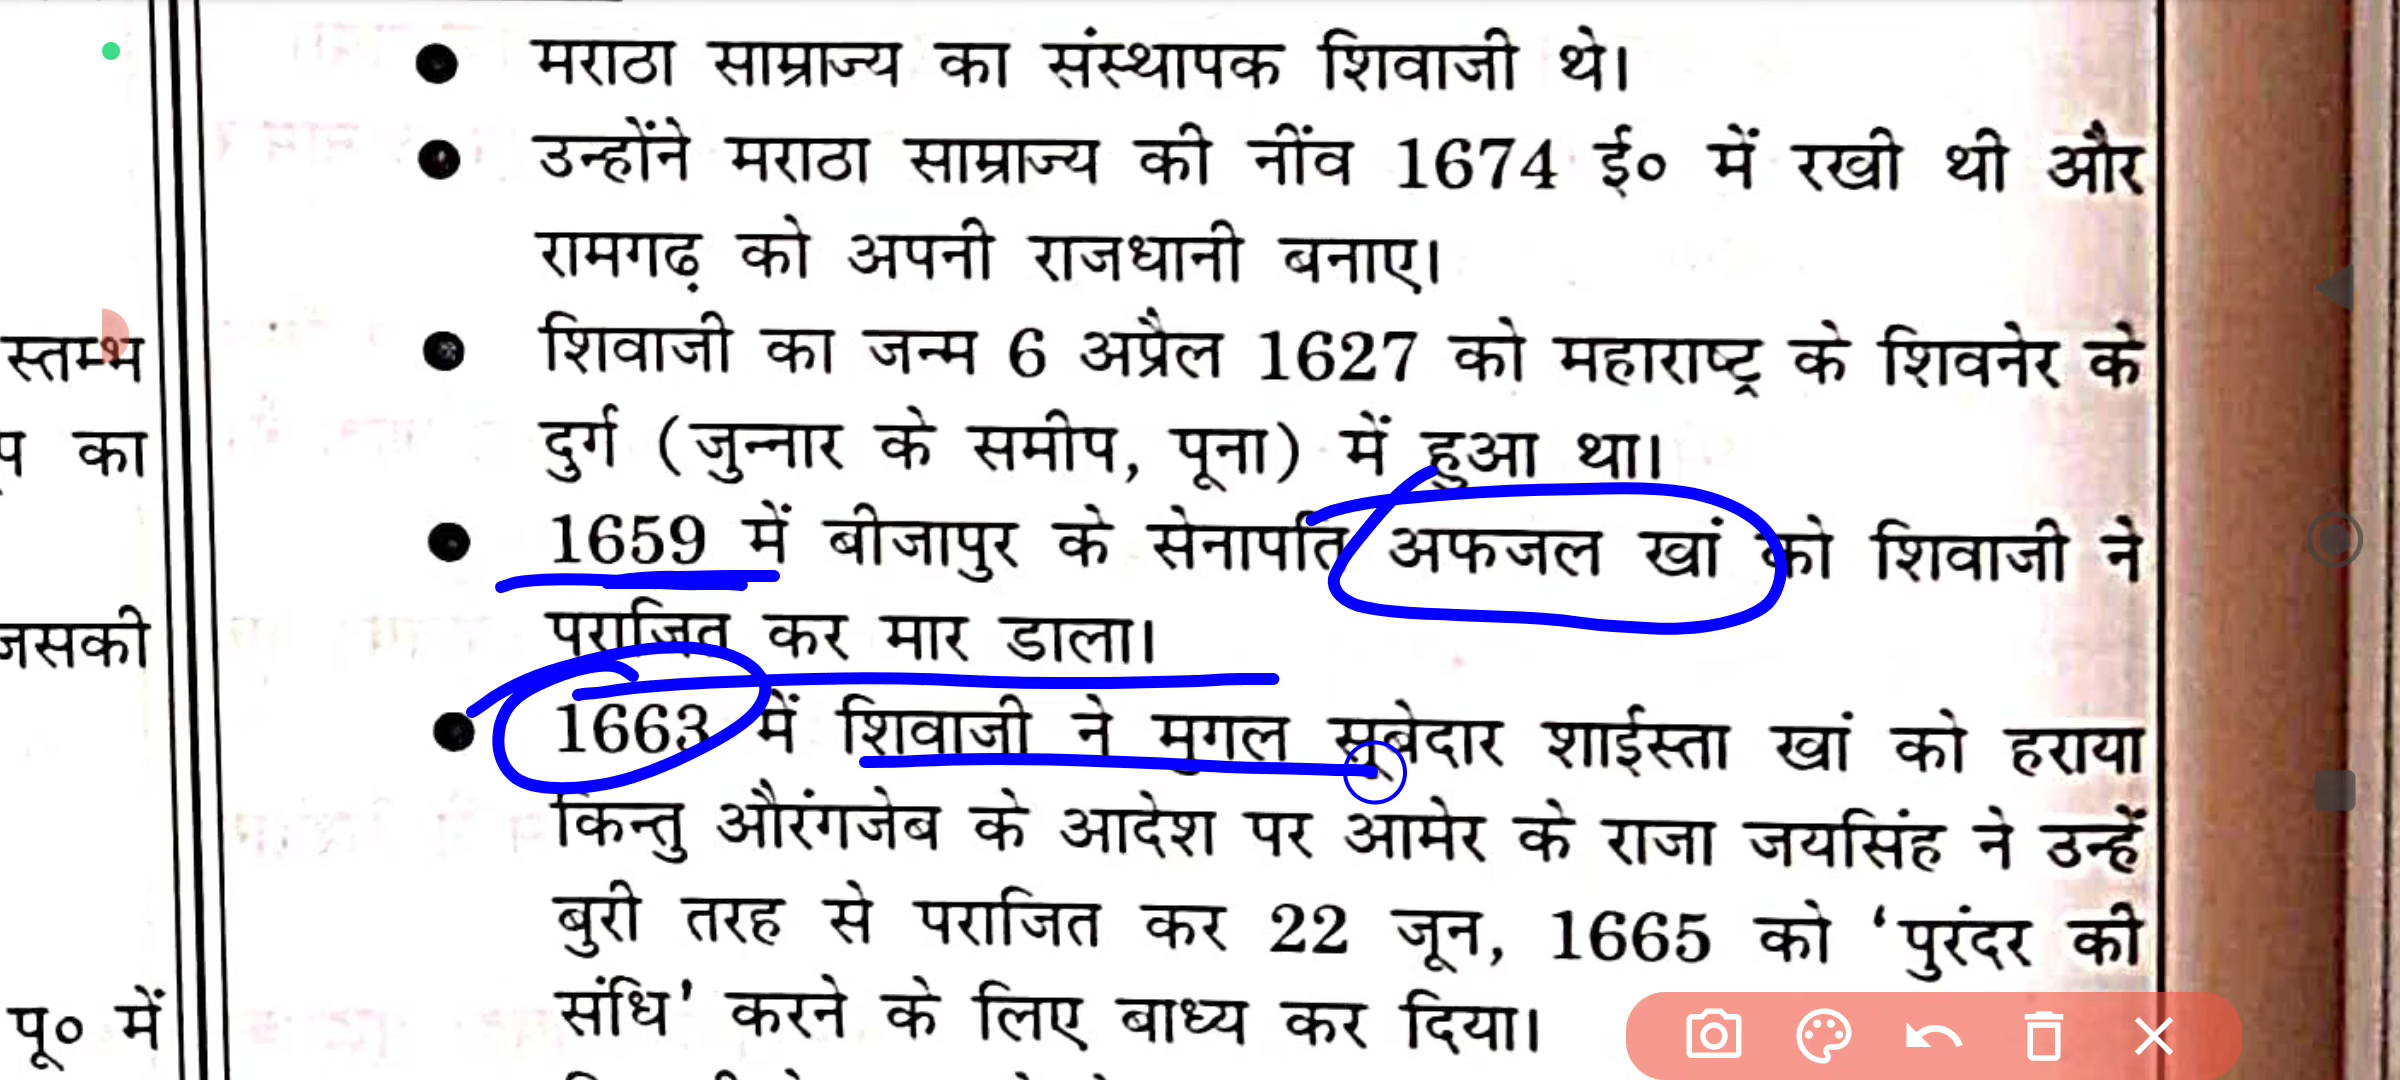 मराठा साम्राज्य का संस्थापक शिवाजी थे।
उन्होंने मराठा साम्राज्य की नींव 1674 ई० में रखी थी और
रामगढ़ को अपनी राजधानी बनाए।
शिवाजी का जन्म 6 अप्रैल 1627 को महाराष्ट्र के शिवनेर के
दुर्ग (जुन्नार के समीप, पूना) में हुआ था।
1659 में बीजापुर के सेनापति अफजल खां को शिवाजी ने
पराजित कर मार डाला।
1663 में शिवाजी ने मुगल सूबेदार शाईस्ता खां को हराया
किन्तु औरंगजेब के आदेश पर आमेर के राजा जयसिंह ने उन्हें
बुरी तरह से पराजित कर 22 जून, 1665 को ‘पुरंदर की
संधि’ करने के लिए बाध्य कर दिया।
स्तम्भ
का
जसकी
पू० में